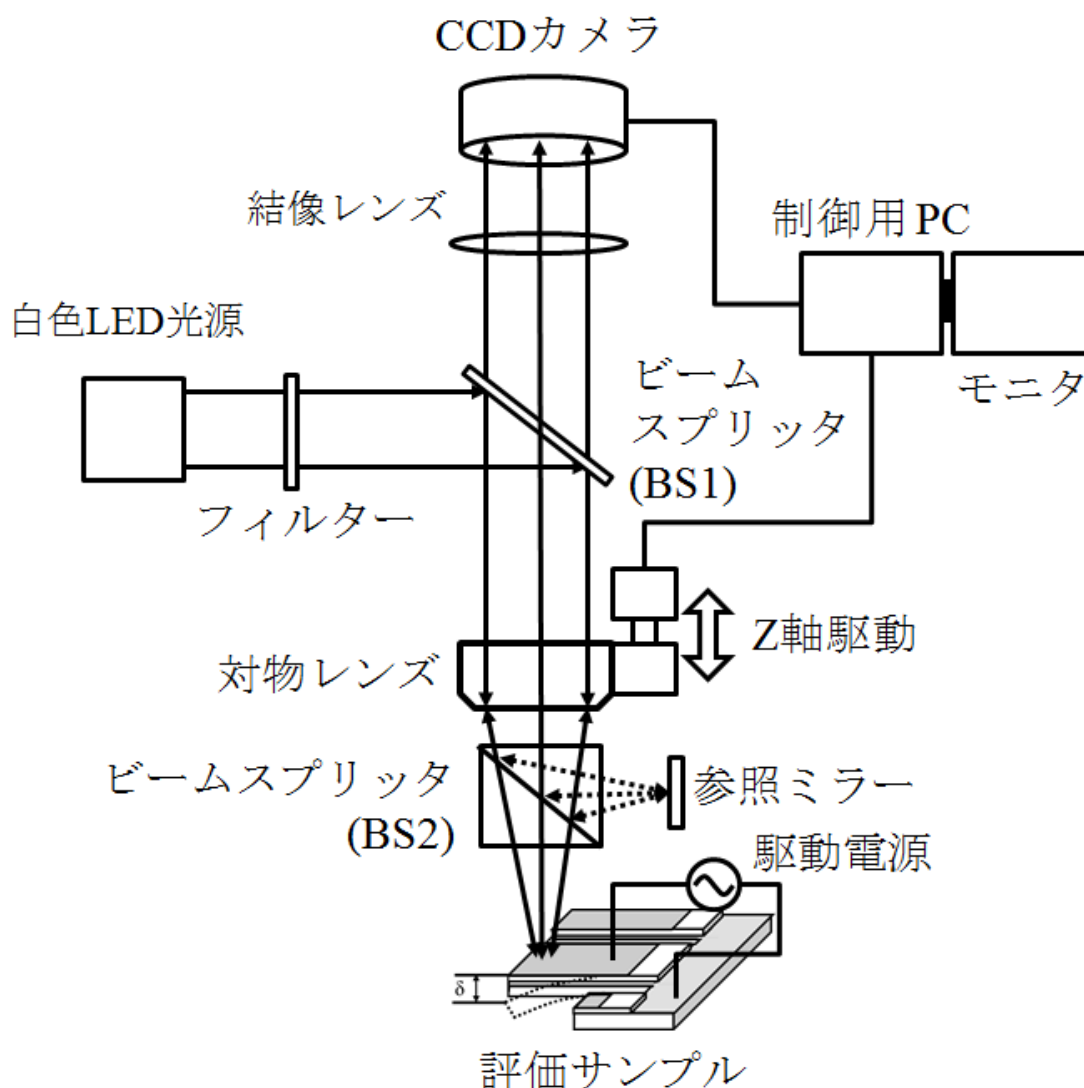 CCDカメラ
結像レンズ
制御用PC
白色LED光源
モニタ
ビーム
スプリッタ
(BS1)
フィルター
Z軸駆動
対物レンズ
ビームスプリッタ
(BS2)
参照ミラー
駆動電源
δ
評価サンプル